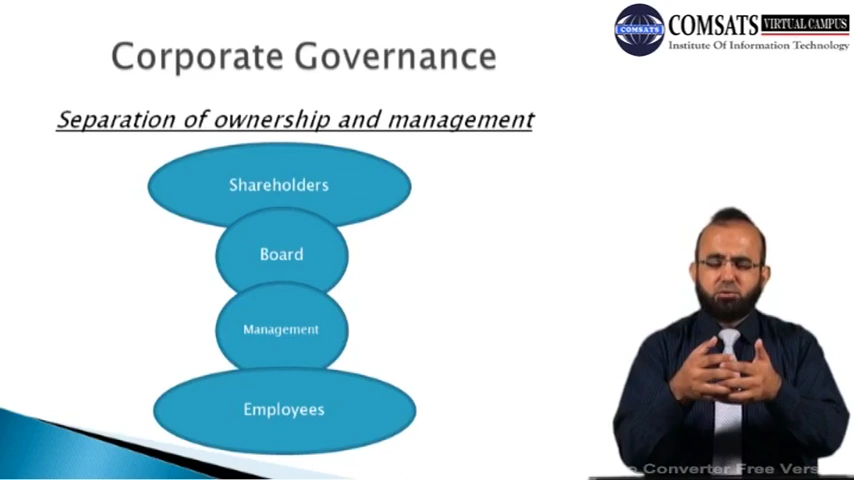 COMSATS VIRTUAL CAMPUS
COMSATS
Institute Of Information Technology
Corporate Governance
Separation of ownership and management
Shareholders
Board
Management
Employees
Converter Free